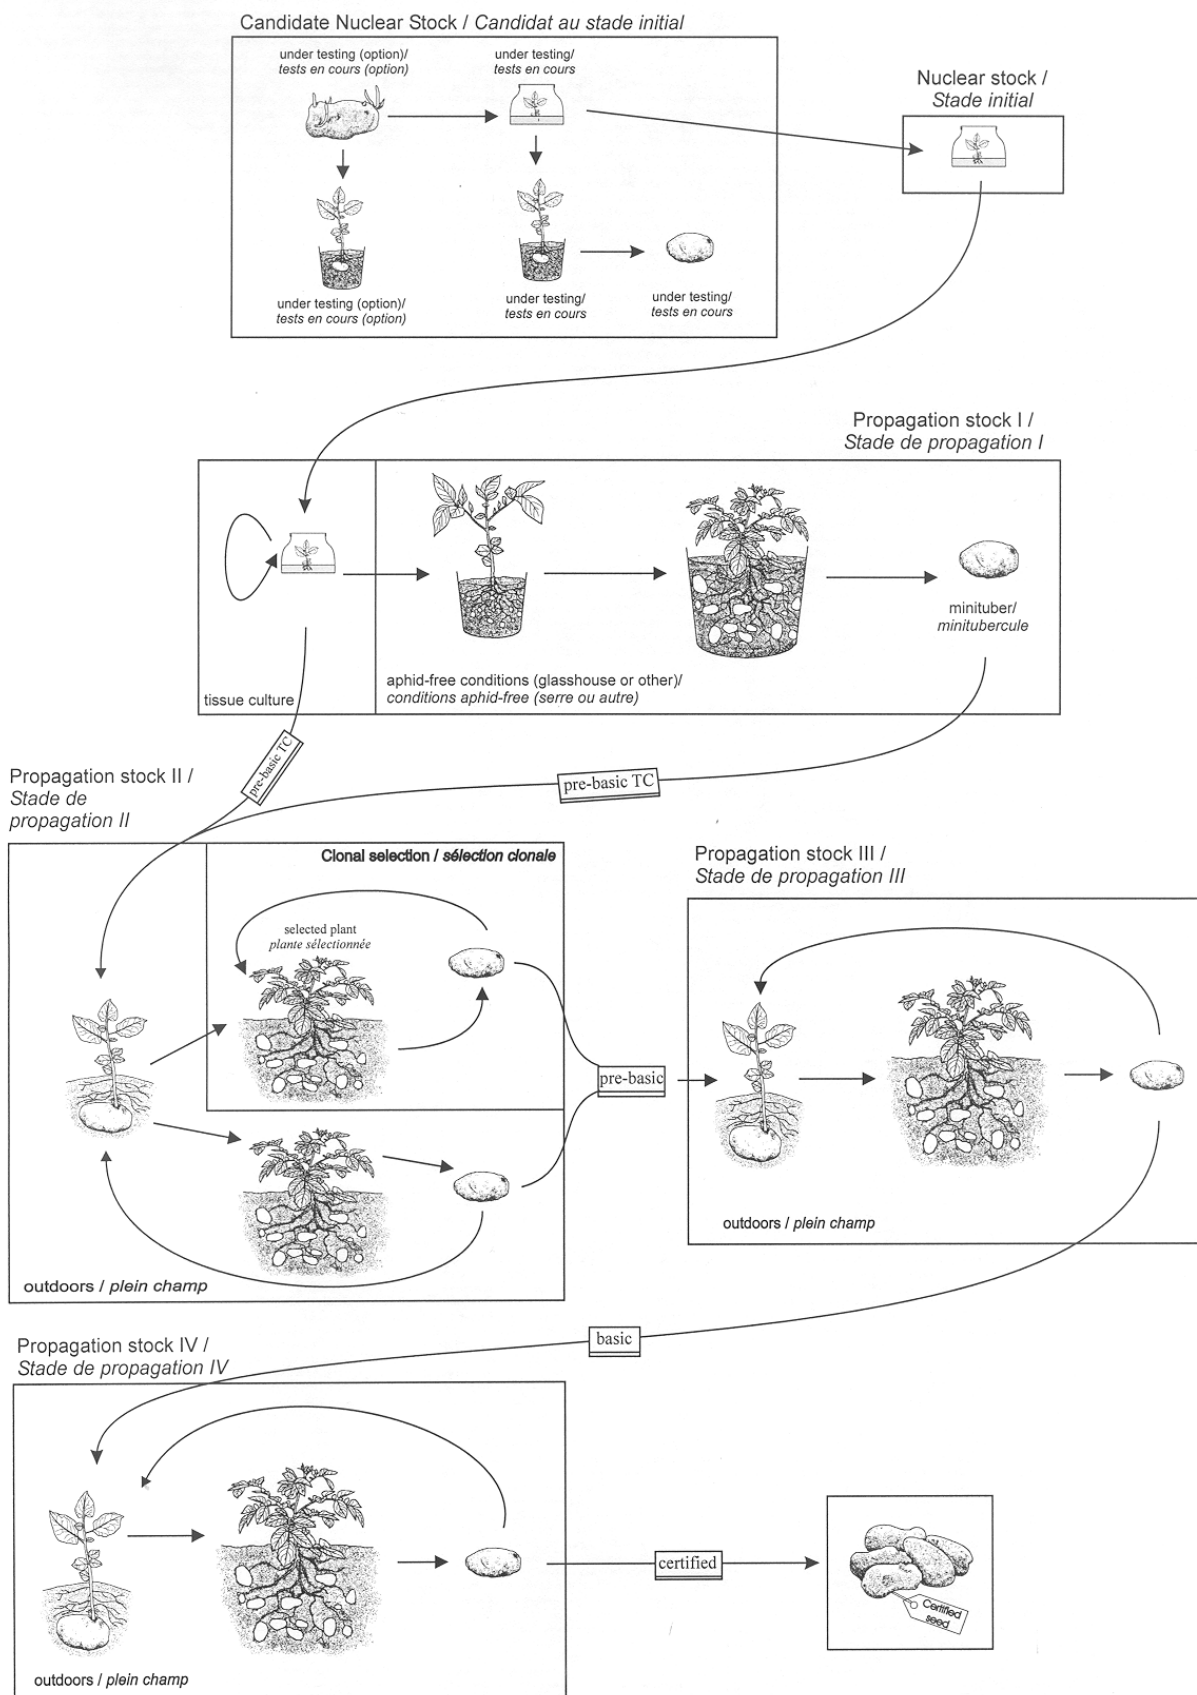 Candidate Nuclear Stock / Candidat au stade initial
under testing (option)/
tests en cours (option)
under testing/
tests en cours
Nuclear stock /
Stade initial
under testing (option)/
tests en cours (option)
under testing/
tests en cours
under testing/
tests en cours
Propagation stock I /
Stade de propagation I
minituber/
minitubercule
tissue culture
aphid-free conditions (glasshouse or other)/
conditions aphid-free (serre ou autre)
pre-basic TC
pre-basic TC
Propagation stock II /
Stade de
propagation II
Clonal selection / sélection clonale
selected plant
plante sélectionnée
pre-basic
outdoors / plein champ
Propagation stock III /
Stade de propagation III
outdoors / plein champ
basic
Propagation stock IV /
Stade de propagation IV
outdoors / plein champ
certified
Certified
seed